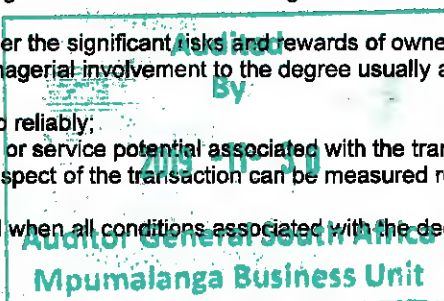 er the significant risks and rewards of owne
Audited
nagerial involvement to the degree usually a
By
reliably;
or service potential associated with the tran
2019 -11- 30
spect of the transaction can be measured r
when all conditions associated with the de
Auditor General South Africa
Mpumalanga Business Unit